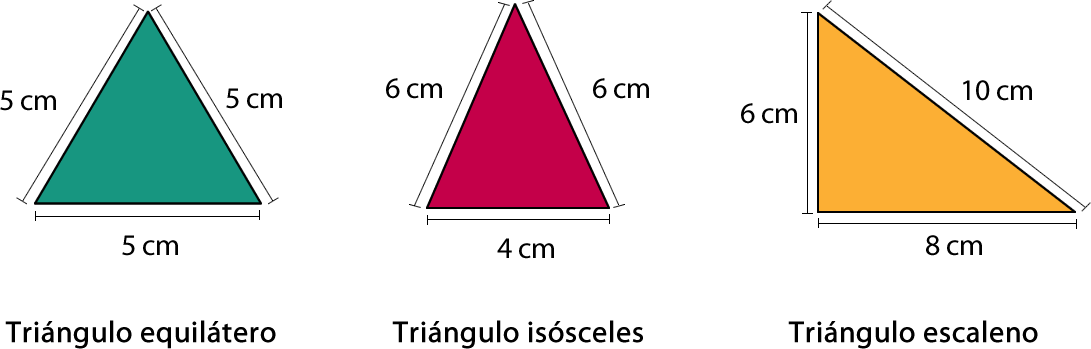 5 cm
5 cm
5 cm
Triángulo equilátero
6 cm
6 cm
4 cm
Triángulo isósceles
6 cm
10 cm
8 cm
Triángulo escaleno